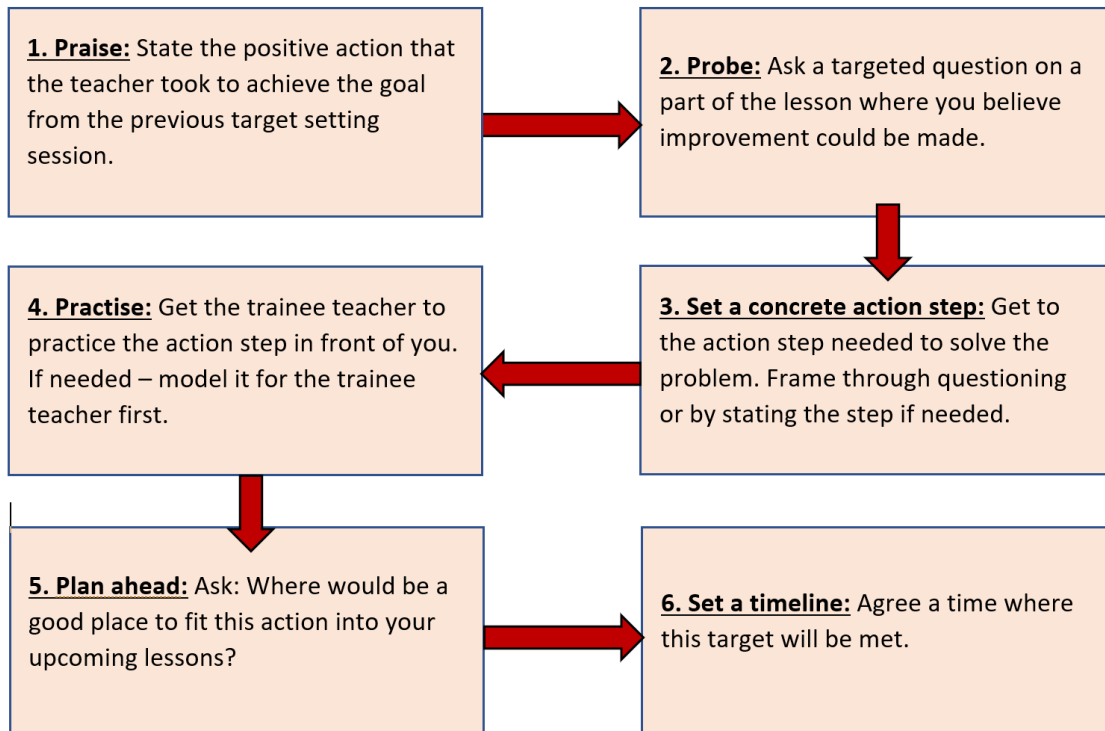 1. Praise: State the positive action that
the teacher took to achieve the goal
from the previous target setting
session.
2. Probe: Ask a targeted question on a
part of the lesson where you believe
improvement could be made.
3. Set a concrete action step: Get to
the action step needed to solve the
problem. Frame through questioning
or by stating the step if needed.
4. Practise: Get the trainee teacher to
practice the action step in front of you.
If needed – model it for the trainee
teacher first.
5. Plan ahead: Ask: Where would be a
good place to fit this action into your
upcoming lessons?
6. Set a timeline: Agree a time where
this target will be met.